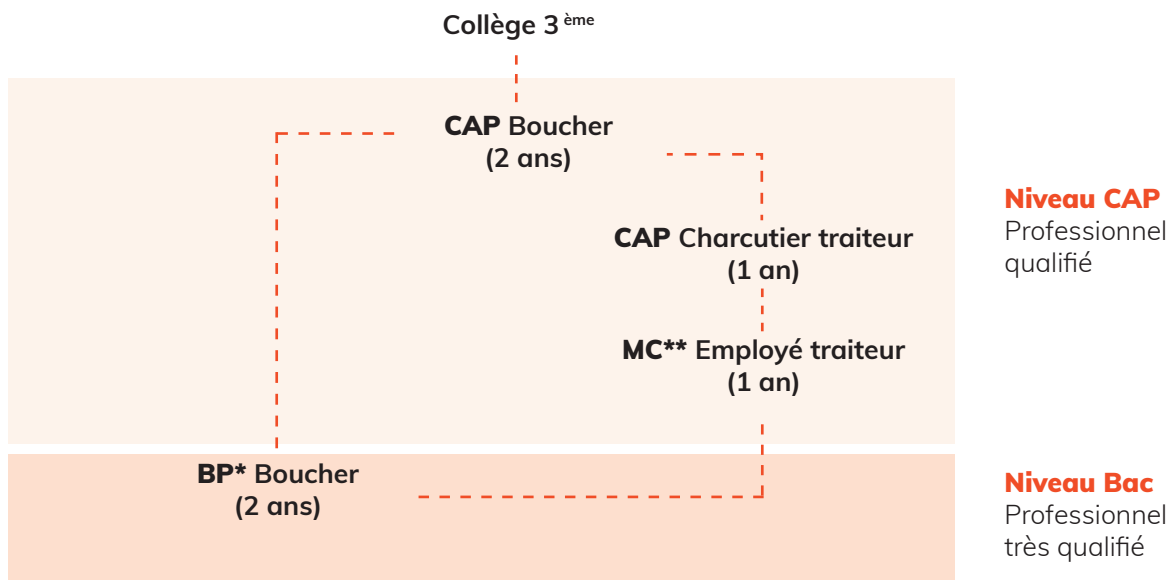 Collège 3 ème
CAP Boucher
(2 ans)
CAP Charcutier traiteur
(1 an)
MC** Employé traiteur
(1 an)
Niveau CAP
Professionnel
qualifié
BP* Boucher
(2 ans)
Niveau Bac
Professionnel
très qualifié